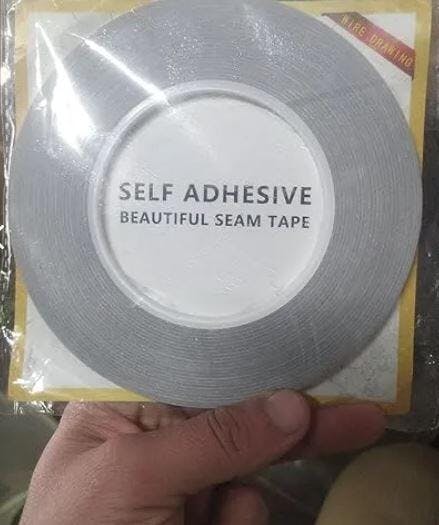 WIRE DRAWING
SELF ADHESIVE
BEAUTIFUL SEAM TAPE